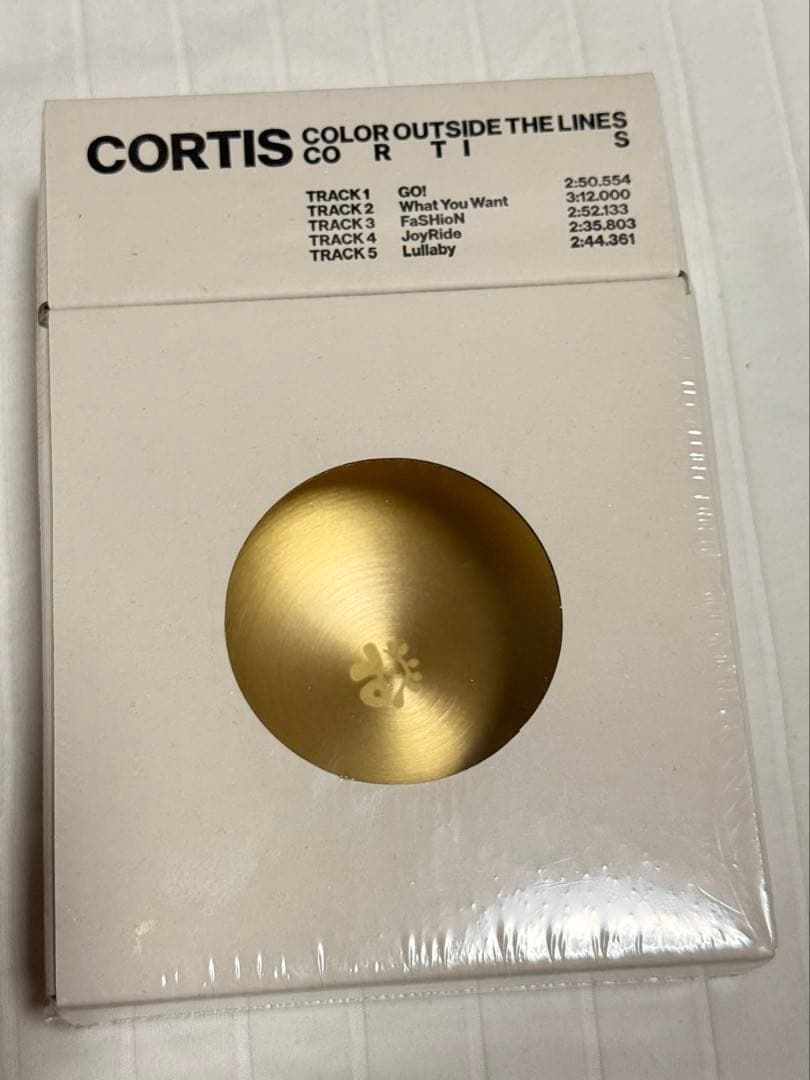 CORTIS COLOR OUTSIDE THE LINES
CO R T I S
TRACK 1 GO! 2:50.554
TRACK 2 What You Want 3:12.000
TRACK 3 FaSHioN 2:52.133
TRACK 4 JoyRide 2:35.803
TRACK 5 Lullaby 2:44.361